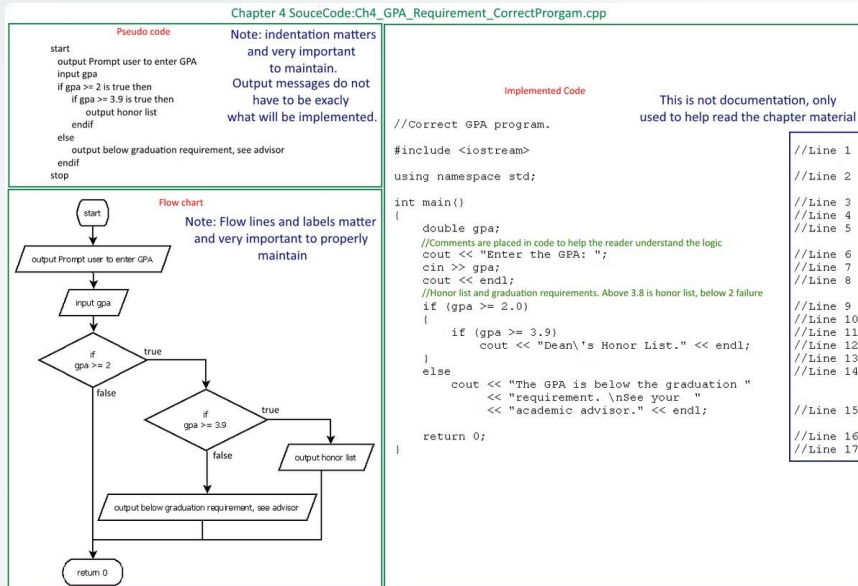 Chapter 4 SouceCode:Ch4_GPA_Requirement_CorrectProrgam.cpp
Pseudo code
start
output Prompt user to enter GPA
input gpa
if gpa >= 2 is true then
if gpa >= 3.9 is true then
output honor list
endif
else
output below graduation requirement, see advisor
endif
stop
Note: indentation matters
and very important
to maintain.
Output messages do not
have to be exacly
what will be implemented.
Flow chart
Note: Flow lines and labels matter
and very important to properly
maintain
start
output Prompt user to enter GPA
input gpa
if
gpa >= 2
true
false
if
gpa >= 3.9
true
false
output honor list
output below graduation requirement, see advisor
return 0
Implemented Code
This is not documentation, only
used to help read the chapter material
//Correct GPA program.
#include <iostream> //Line 1
using namespace std; //Line 2
int main() //Line 3
{ //Line 4
double gpa; //Line 5
//Comments are placed in code to help the reader understand the logic
cout << "Enter the GPA: "; //Line 6
cin >> gpa; //Line 7
cout << endl; //Line 8
//Honor list and graduation requirements. Above 3.8 is honor list, below 2 failure
if (gpa >= 2.0) //Line 9
{ //Line 10
if (gpa >= 3.9) //Line 11
cout << "Dean\'s Honor List." << endl; //Line 12
} //Line 13
else //Line 14
cout << "The GPA is below the graduation "
<< "requirement. \nSee your "
<< "academic advisor." << endl; //Line 15
return 0; //Line 16
} //Line 17